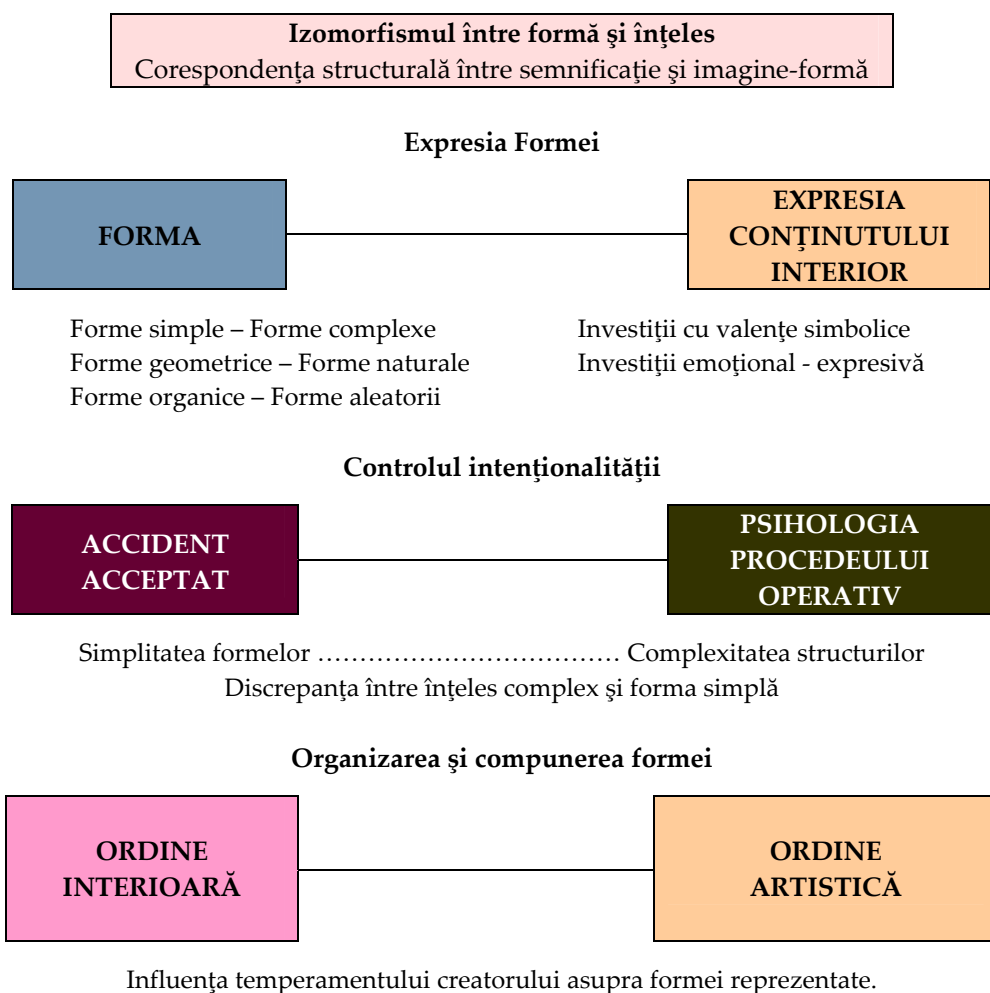 Izomorfismul între formă şi înţeles
Corespondenţa structurală între semnificaţie şi imagine-formă
Expresia Formei
FORMA
EXPRESIA
CONŢINUTULUI
INTERIOR
Forme simple – Forme complexe
Forme geometrice – Forme naturale
Forme organice – Forme aleatorii
Investiţii cu valenţe simbolice
Investiţii emoţional - expresivă
Controlul intenţionalităţii
ACCIDENT
ACCEPTAT
PSIHOLOGIA
PROCEDEULUI
OPERATIV
Simplitatea formelor ……………………………… Complexitatea structurilor
Discrepanţa între înţeles complex şi forma simplă
Organizarea şi compunerea formei
ORDINE
INTERIOARĂ
ORDINE
ARTISTICĂ
Influenţa temperamentului creatorului asupra formei reprezentate.